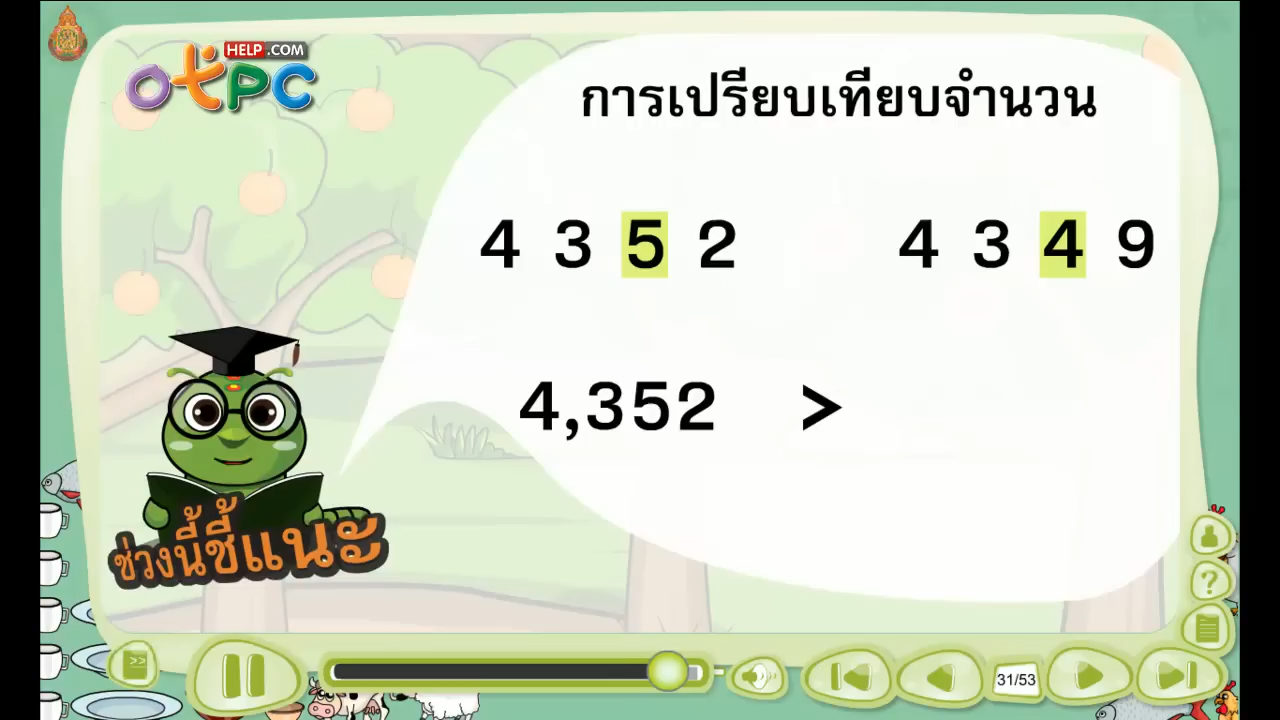 OTPC
HELP .COM
การเปรียบเทียบจำนวน
4 3 5 2 4 3 4 9
4,352 >
ช่วงนี้ชี้แนะ
>>
?
31/53